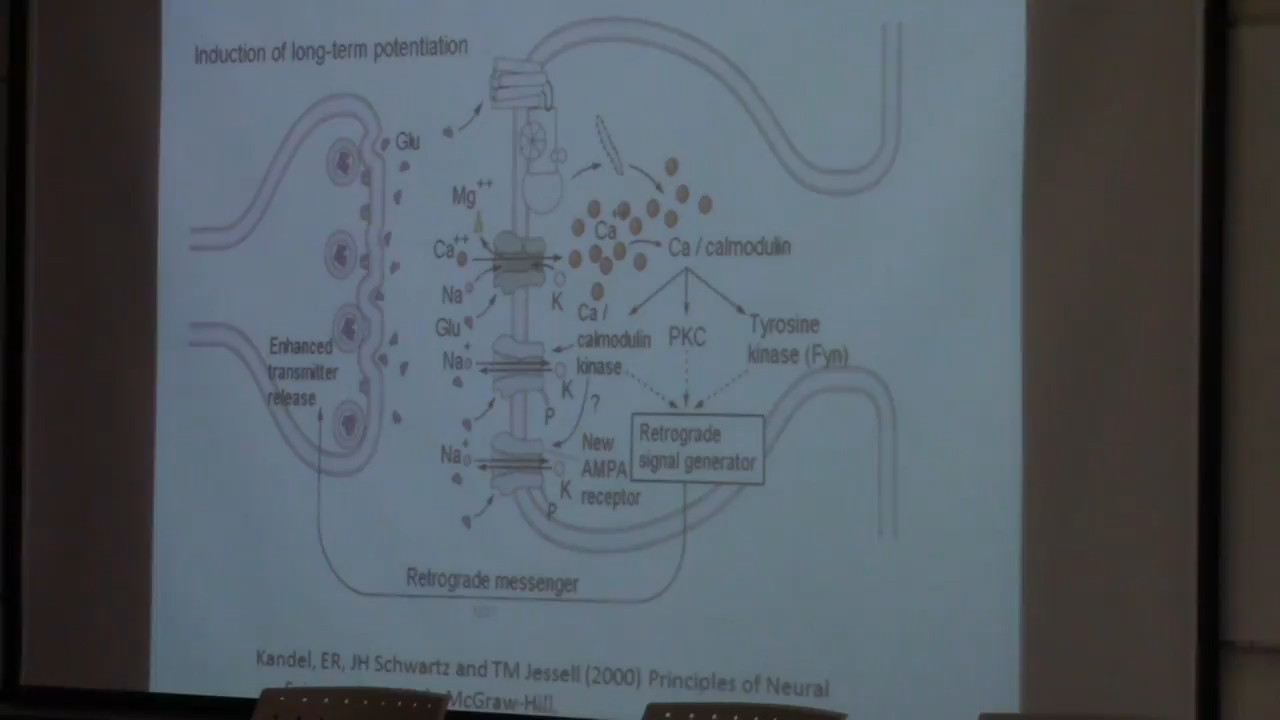 Induction of long-term potentiation
Glu
Mg++
Ca++
Ca
Ca / calmodulin
Na
K
Glu
Ca /
calmodulin
kinase
PKC
Tyrosine
kinase (Fyn)
Enhanced
transmitter
release
Na+
K
P
?
Na+
K
P
New
AMPA
receptor
Retrograde
signal generator
Retrograde messenger
Kandel, ER, JH Schwartz and TM Jessell (2000) Principles of Neural
McGraw-Hill.